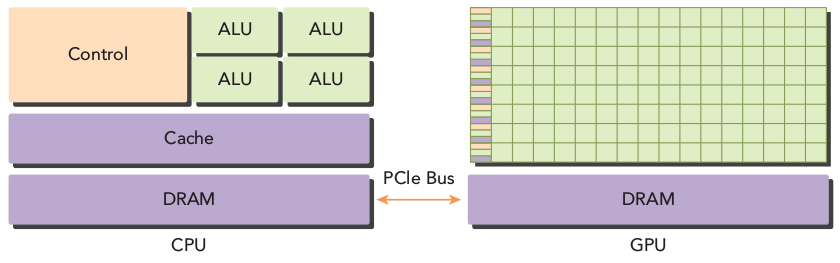 Control
ALU
ALU
ALU
ALU
Cache
DRAM
CPU
PCIe Bus
DRAM
GPU